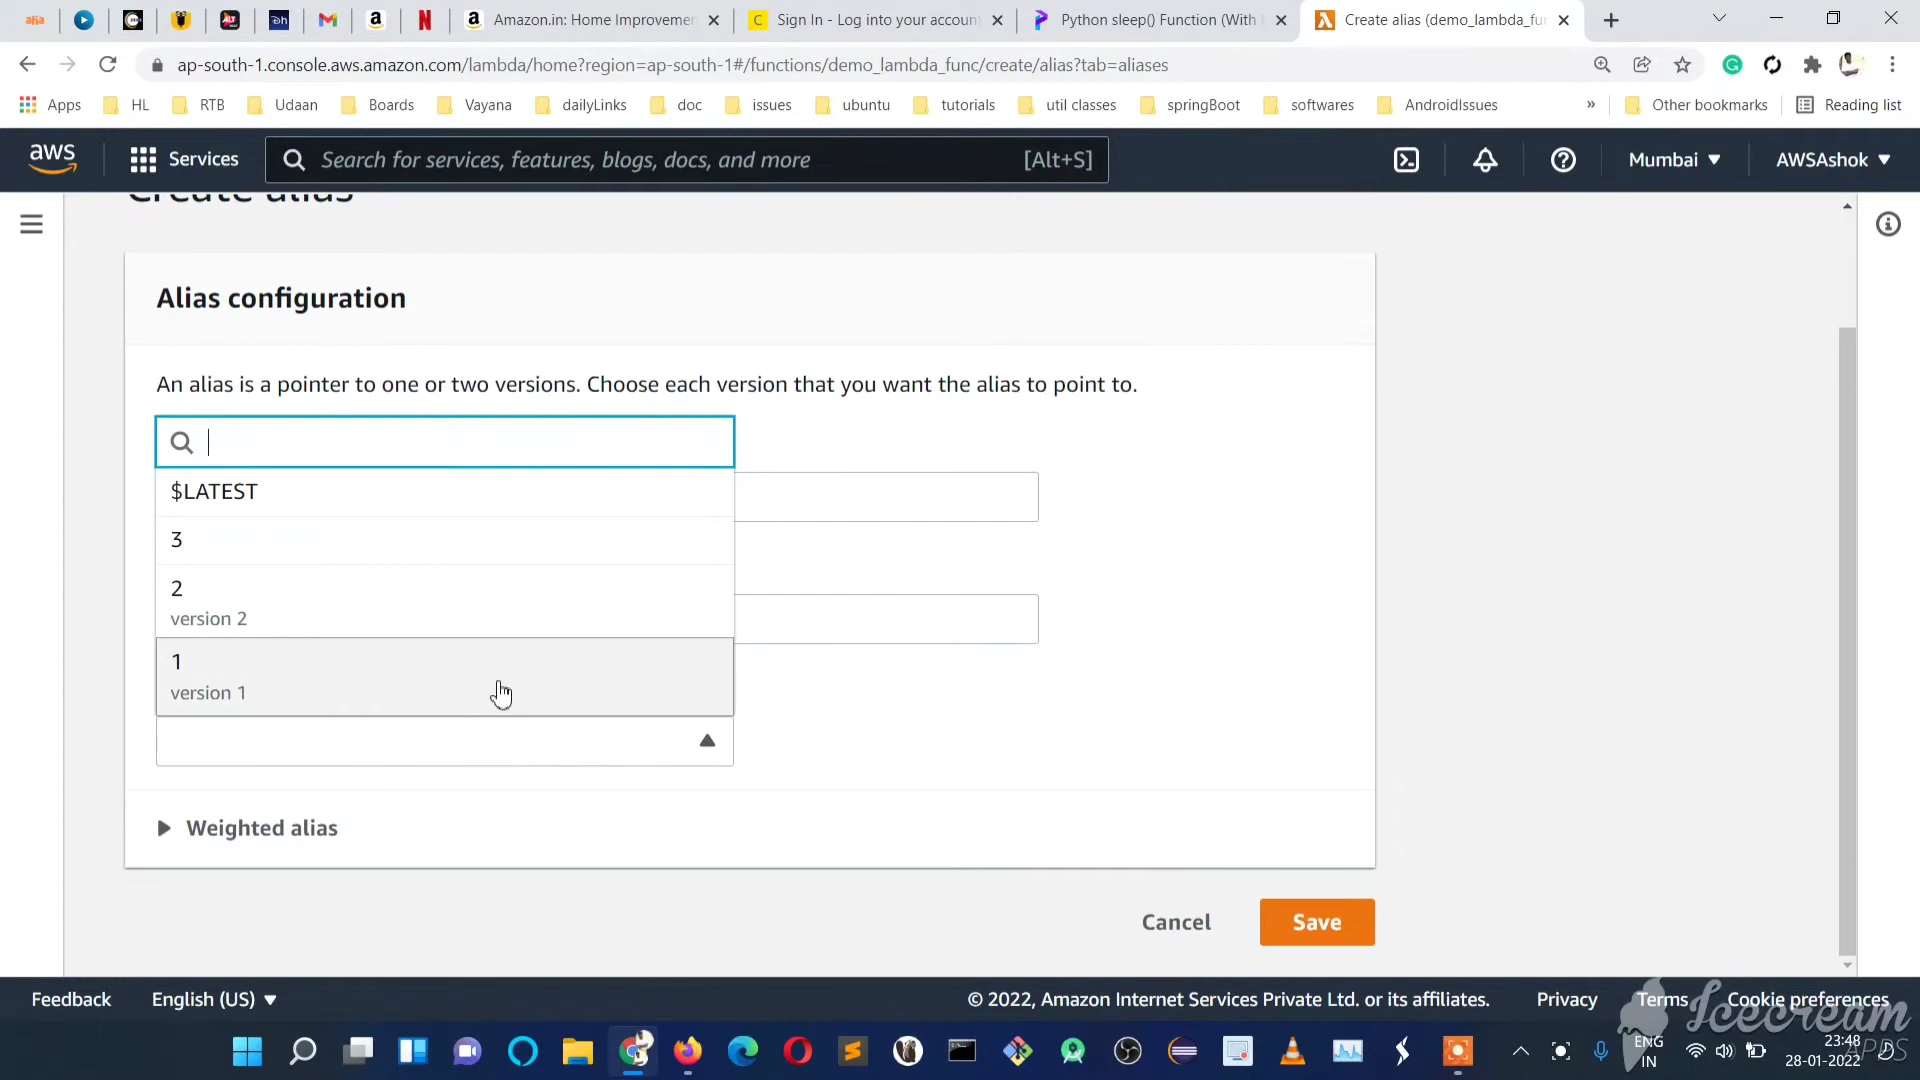 Amazon.in: Home Improvemen
Sign In - Log into your accoun
Python sleep() Function (With
Create alias (demo_lambda_fu
ap-south-1.console.aws.amazon.com/lambda/home?region=ap-south-1#/functions/demo_lambda_func/create/alias?tab=aliases
Apps HL RTB Udaan Boards Vayana dailyLinks doc issues ubuntu tutorials util classes springBoot softwares AndroidIssues » Other bookmarks Reading list
aws Services Search for services, features, blogs, docs, and more [Alt+S] Mumbai AWSAshok
Create alias
Alias configuration
An alias is a pointer to one or two versions. Choose each version that you want the alias to point to.
$LATEST
3
2
version 2
1
version 1
Weighted alias
Cancel Save
Feedback English (US) © 2022, Amazon Internet Services Private Ltd. or its affiliates. Privacy Terms Cookie preferences
Icecream
APPS
ENG
IN
23:48
28-01-2022